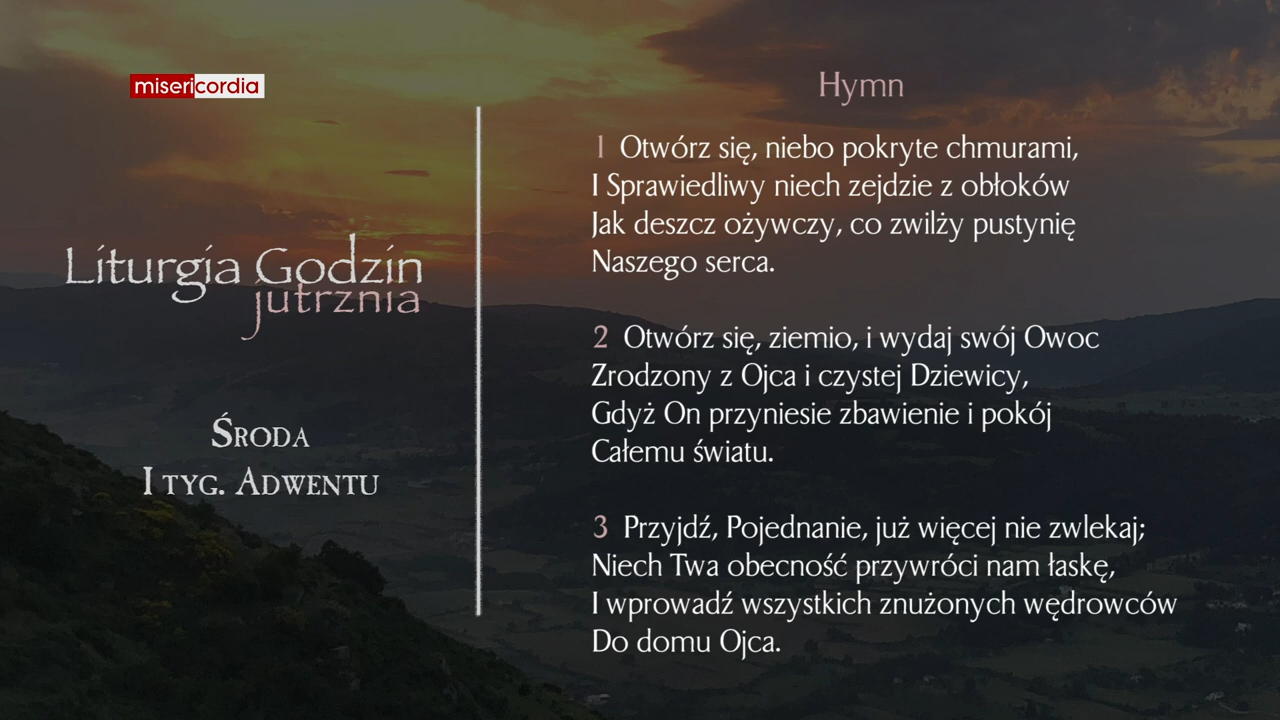 misericordia
Liturgia Godzin
jutrznia
Środa
I tyg. Adwentu
Hymn
1 Otwórz się, niebo pokryte chmurami,
I Sprawiedliwy niech zejdzie z obłoków
Jak deszcz ożywczy, co zwilży pustynię
Naszego serca.
2 Otwórz się, ziemio, i wydaj swój Owoc
Zrodzony z Ojca i czystej Dziewicy,
Gdyż On przyniesie zbawienie i pokój
Całemu światu.
3 Przyjdź, Pojednanie, już więcej nie zwlekaj;
Niech Twa obecność przywróci nam łaskę,
I wprowadź wszystkich znużonych wędrowców
Do domu Ojca.